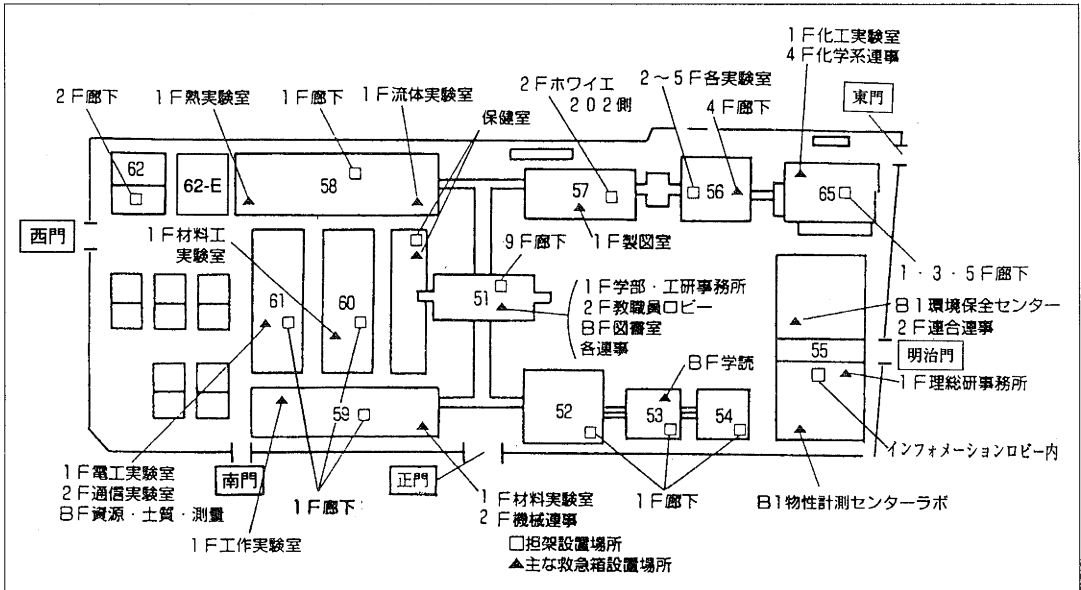 1F化工実験室
4F化学系連事
東門
2Fホワイエ
202側
2〜5F各実験室
4F廊下
2F廊下
1F熱実験室
1F廊下
1F流体実験室
保健室
62
62-E
58
57
56
65
西門
1F材料工
実験室
1F製図室
9F廊下
1・3・5F廊下
61
60
51
1F学部・工研事務所
2F教職員ロビー
BF図書室
各連事
B1環境保全センター
2F連合連事
55
明治門
1F理総研事務所
BF学読
59
52
53
54
インフォメーションロビー内
1F電工実験室
2F通信実験室
BF資源・土質・測量
南門
1F廊下
正門
1F材料実験室
2F機械連事
1F廊下
B1物性計測センターラボ
1F工作実験室
□担架設置場所
▲主な救急箱設置場所